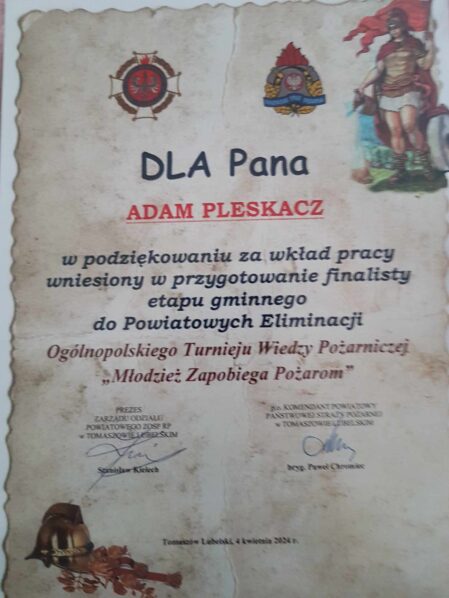 DLA Pana
ADAM PLESKACZ
w podziękowaniu za wkład pracy
wniesiony w przygotowanie finalisty
etapu gminnego
do Powiatowych Eliminacji
Ogólnopolskiego Turnieju Wiedzy Pożarniczej
„Młodzież Zapobiega Pożarom”
PREZES
ZARZĄDU ODZIAŁU
POWIATOWEGO ZOSP RP
w TOMASZOWIE LUBELSKIM
Stanisław Kielech
p.o. KOMENDANT POWIATOWY
PAŃSTWOWEJ STRAŻY POŻARNEJ
w TOMASZOWIE LUBELSKIM
bryg. Paweł
Tomaszów Lubelski, 4 kwietnia 2024 r.